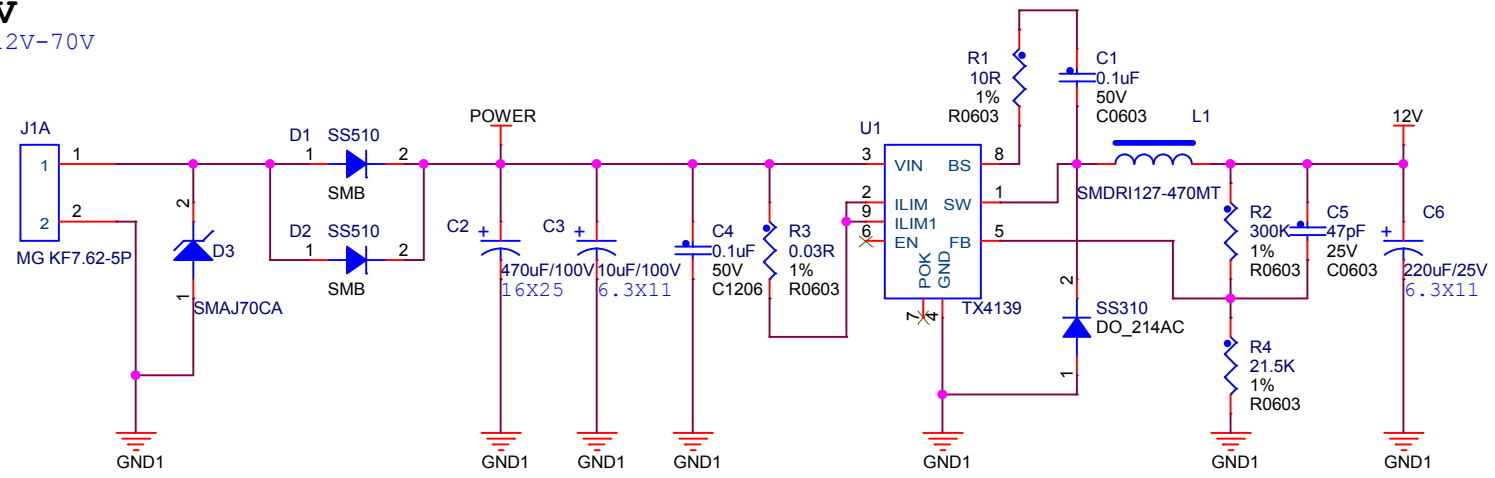 V
2V-70V
J1A
1
2
1
2
MG KF7.62-5P
2
D3
1
SMAJ70CA
GND1
D1 SS510
1 2
SMB
D2 SS510
1 2
SMB
POWER
C2
+
470uF/100V
16X25
GND1
C3
+
10uF/100V
6.3X11
GND1
C4
0.1uF
50V
C1206
GND1
R3
0.03R
1%
R0603
U1
3 VIN BS 8
2 ILIM SW 1
9 ILIM1
6 EN FB 5
POK
GND
7
4
TX4139
GND1
R1
10R
1%
R0603
C1
0.1uF
50V
C0603
L1
SMDRI127-470MT
2
SS310
DO_214AC
1
R2
300K
1%
R0603
C5
47pF
25V
C0603
R4
21.5K
1%
R0603
GND1
12V
C6
+
220uF/25V
6.3X11
GND1